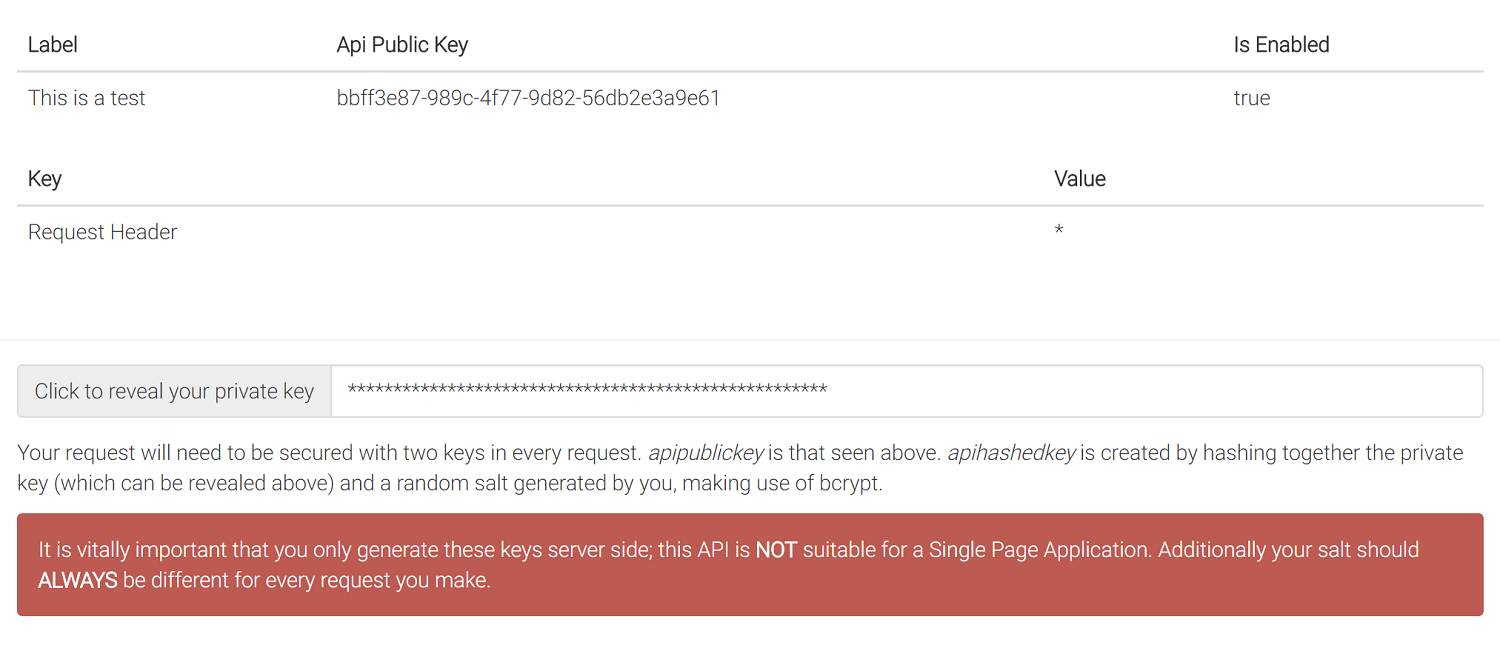 Label Api Public Key Is Enabled
This is a test bbff3e87-989c-4f77-9d82-56db2e3a9e61 true
Key Value
Request Header *
Click to reveal your private key *****************************************************
Your request will need to be secured with two keys in every request. apipublickey is that seen above. apihashedkey is created by hashing together the private
key (which can be revealed above) and a random salt generated by you, making use of bcrypt.
It is vitally important that you only generate these keys server side; this API is NOT suitable for a Single Page Application. Additionally your salt should
ALWAYS be different for every request you make.